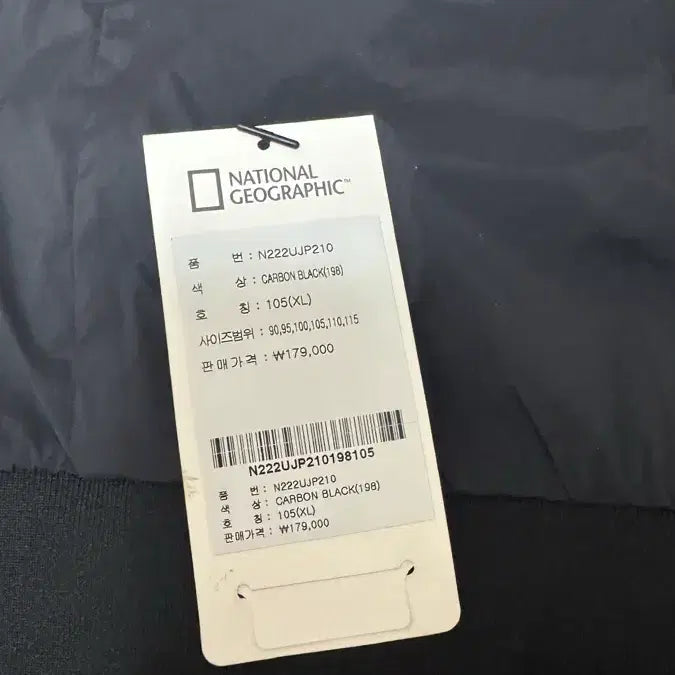 NATIONAL
GEOGRAPHIC™
품 번 : N222UJP210
색 상 : CARBON BLACK(198)
호 칭 : 105(XL)
사이즈범위 : 90,95,100,105,110,115
판매가격 : ₩179,000
N222UJP210198105
품 번 : N222UJP210
색 상 : CARBON BLACK(198)
호 칭 : 105(XL)
판매가격 : ₩179,000